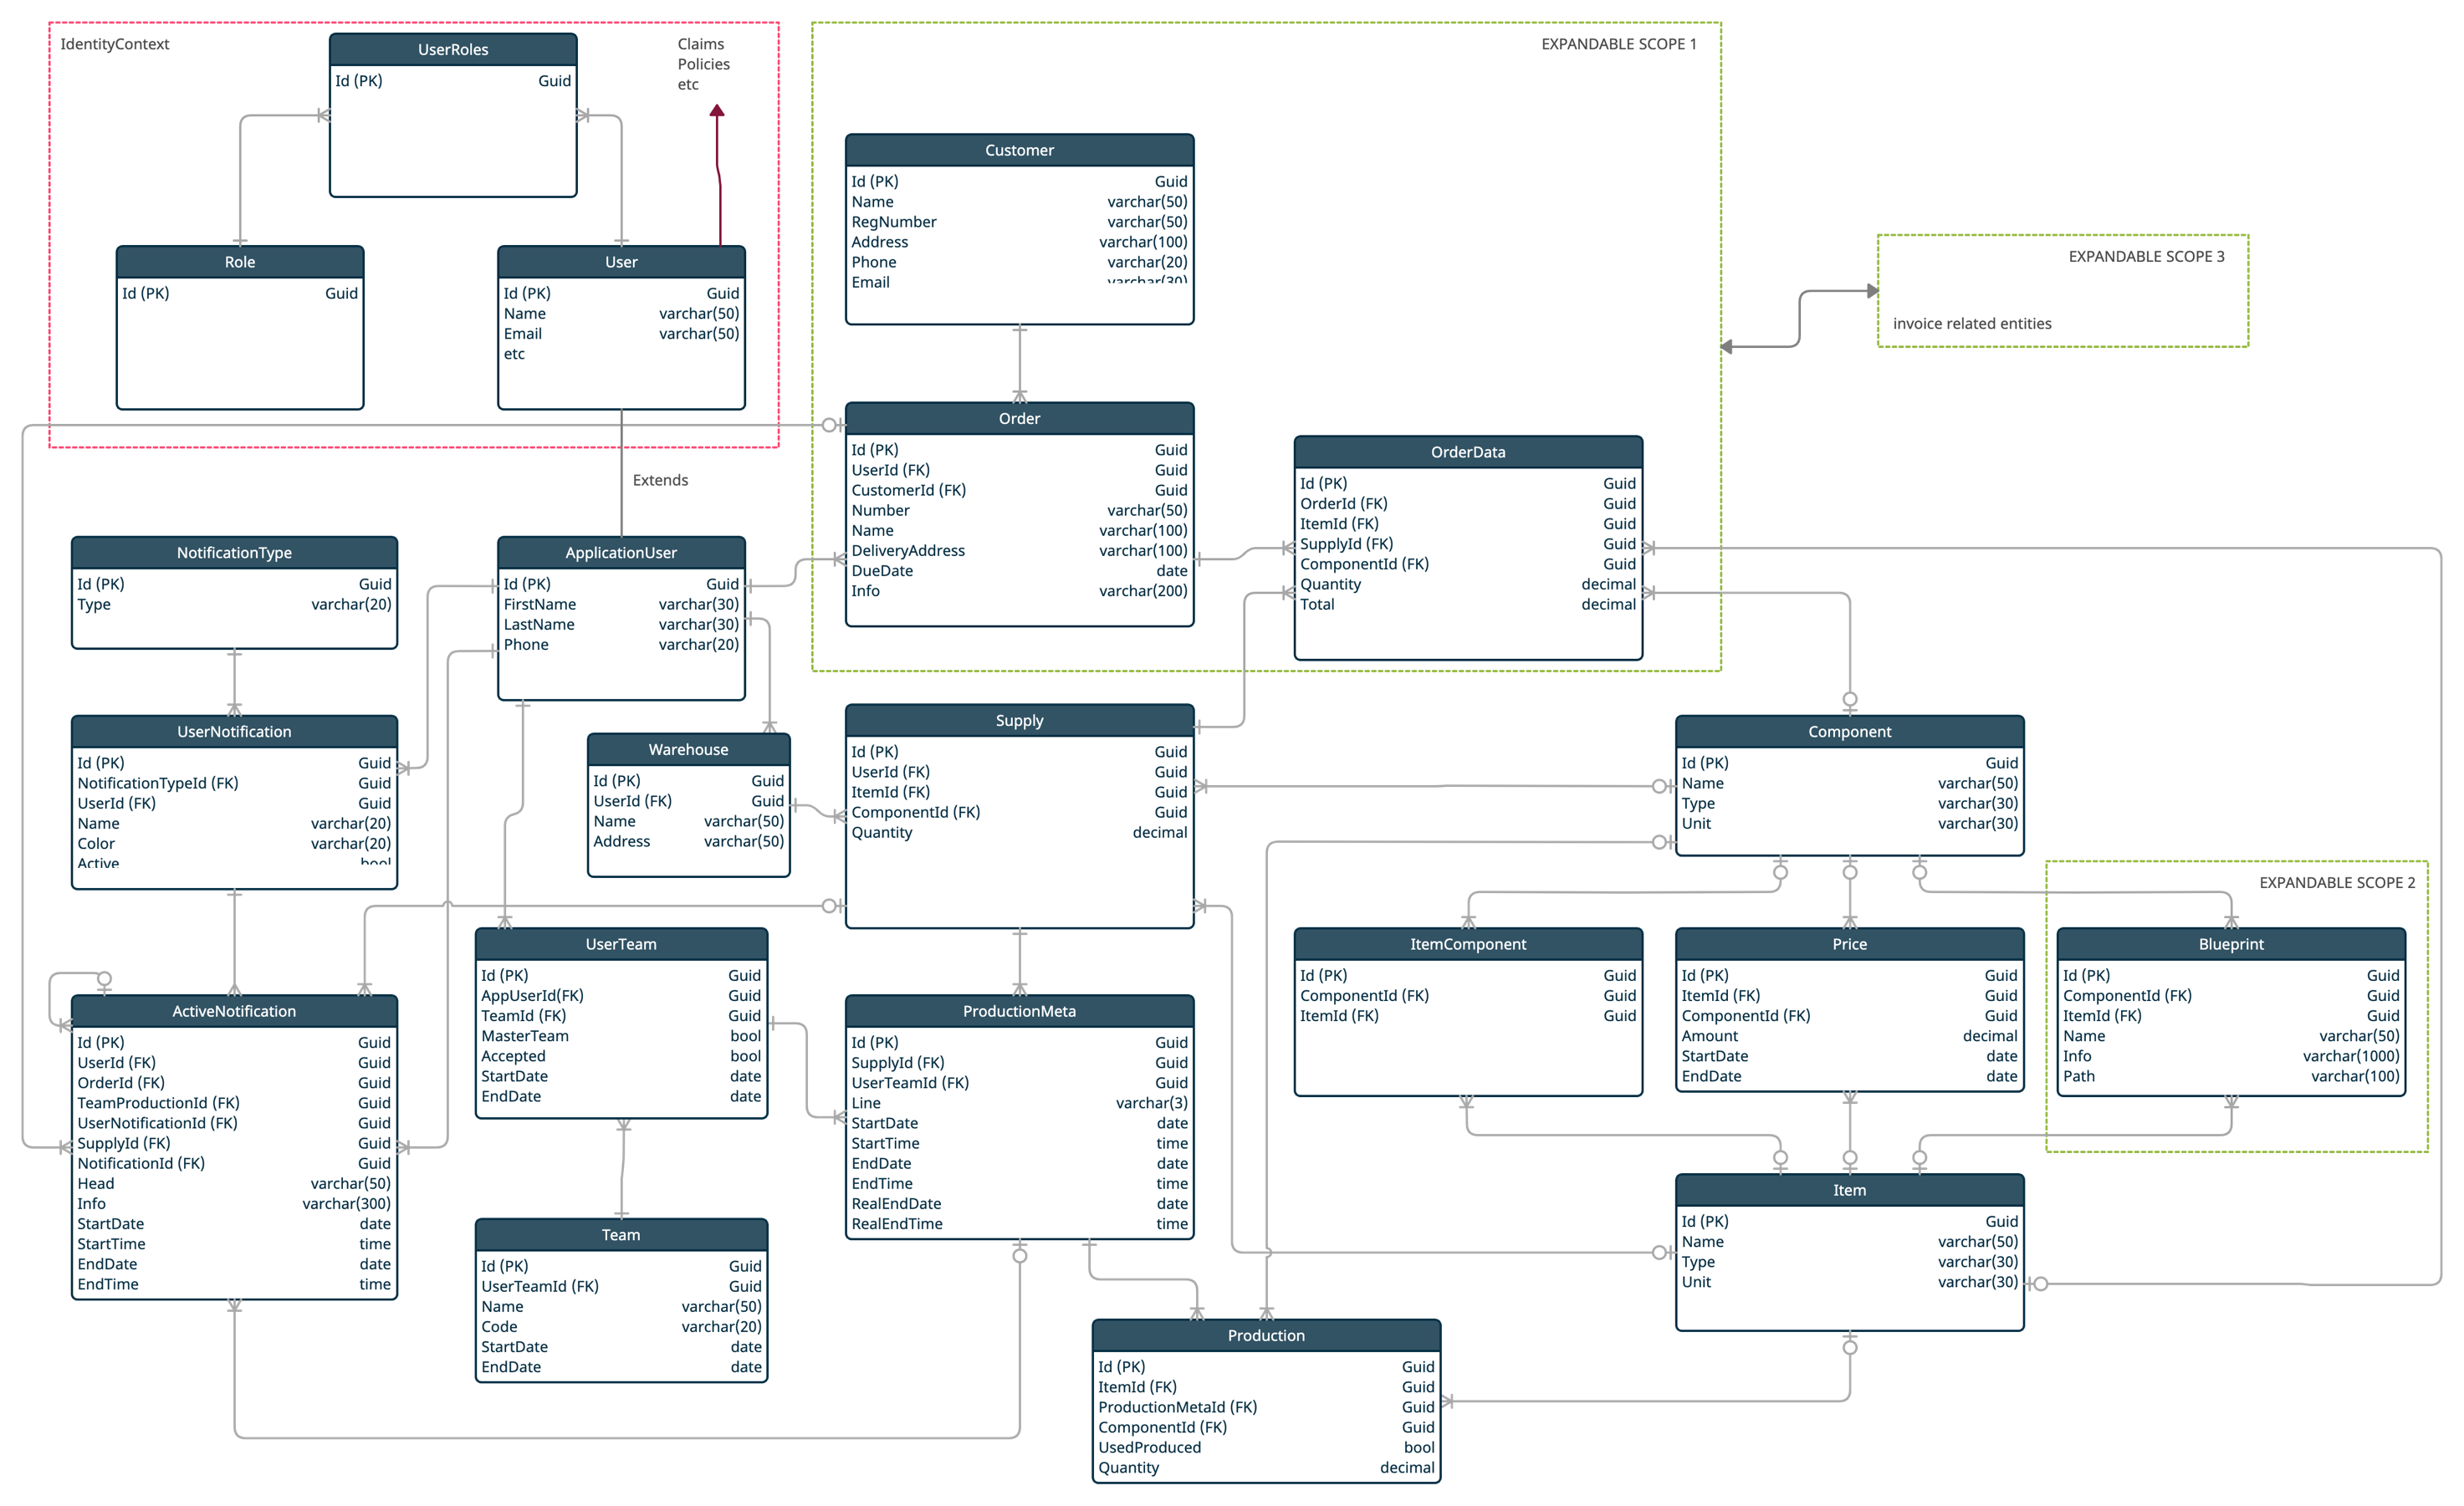 IdentityContext
UserRoles
Id (PK) Guid
Claims
Policies
etc
Role
Id (PK) Guid
User
Id (PK) Guid
Name varchar(50)
Email varchar(50)
etc
Extends
EXPANDABLE SCOPE 1
Customer
Id (PK) Guid
Name varchar(50)
RegNumber varchar(50)
Address varchar(100)
Phone varchar(20)
Email varchar(30)
Order
Id (PK) Guid
UserId (FK) Guid
CustomerId (FK) Guid
Number varchar(50)
Name varchar(100)
DeliveryAddress varchar(100)
DueDate date
Info varchar(200)
OrderData
Id (PK) Guid
OrderId (FK) Guid
ItemId (FK) Guid
SupplyId (FK) Guid
ComponentId (FK) Guid
Quantity decimal
Total decimal
EXPANDABLE SCOPE 3
invoice related entities
NotificationType
Id (PK) Guid
Type varchar(20)
ApplicationUser
Id (PK) Guid
FirstName varchar(30)
LastName varchar(30)
Phone varchar(20)
UserNotification
Id (PK) Guid
NotificationTypeId (FK) Guid
UserId (FK) Guid
Name varchar(20)
Color varchar(20)
Active bool
Warehouse
Id (PK) Guid
UserId (FK) Guid
Name varchar(50)
Address varchar(50)
Supply
Id (PK) Guid
UserId (FK) Guid
ItemId (FK) Guid
ComponentId (FK) Guid
Quantity decimal
Component
Id (PK) Guid
Name varchar(50)
Type varchar(30)
Unit varchar(30)
EXPANDABLE SCOPE 2
ActiveNotification
Id (PK) Guid
UserId (FK) Guid
OrderId (FK) Guid
TeamProductionId (FK) Guid
UserNotificationId (FK) Guid
SupplyId (FK) Guid
NotificationId (FK) Guid
Head varchar(50)
Info varchar(300)
StartDate date
StartTime time
EndDate date
EndTime time
UserTeam
Id (PK) Guid
AppUserId(FK) Guid
TeamId (FK) Guid
MasterTeam bool
Accepted bool
StartDate date
EndDate date
ProductionMeta
Id (PK) Guid
SupplyId (FK) Guid
UserTeamId (FK) Guid
Line varchar(3)
StartDate date
StartTime time
EndDate date
EndTime time
RealEndDate date
RealEndTime time
ItemComponent
Id (PK) Guid
ComponentId (FK) Guid
ItemId (FK) Guid
Price
Id (PK) Guid
ItemId (FK) Guid
ComponentId (FK) Guid
Amount decimal
StartDate date
EndDate date
Blueprint
Id (PK) Guid
ComponentId (FK) Guid
ItemId (FK) Guid
Name varchar(50)
Info varchar(1000)
Path varchar(100)
Team
Id (PK) Guid
UserTeamId (FK) Guid
Name varchar(50)
Code varchar(20)
StartDate date
EndDate date
Item
Id (PK) Guid
Name varchar(50)
Type varchar(30)
Unit varchar(30)
Production
Id (PK) Guid
ItemId (FK) Guid
ProductionMetaId (FK) Guid
ComponentId (FK) Guid
UsedProduced bool
Quantity decimal